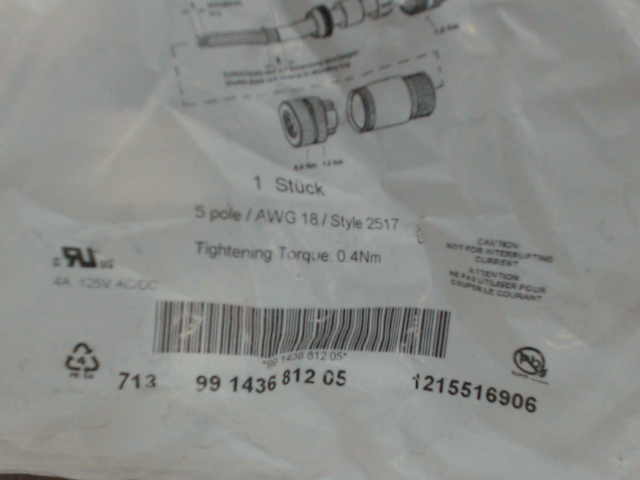 1 Stück
5 pole / AWG 18 / Style 2517
Tightening Torque: 0.4Nm
4A 125V AC/DC
CAUTION
NOT FOR INTERRUPTING
CURRENT
ATTENTION
NE PAS UTILISER POUR
COUPER LE COURANT
*99 1436 812 05*
713 99 1436 812 05 1215516906